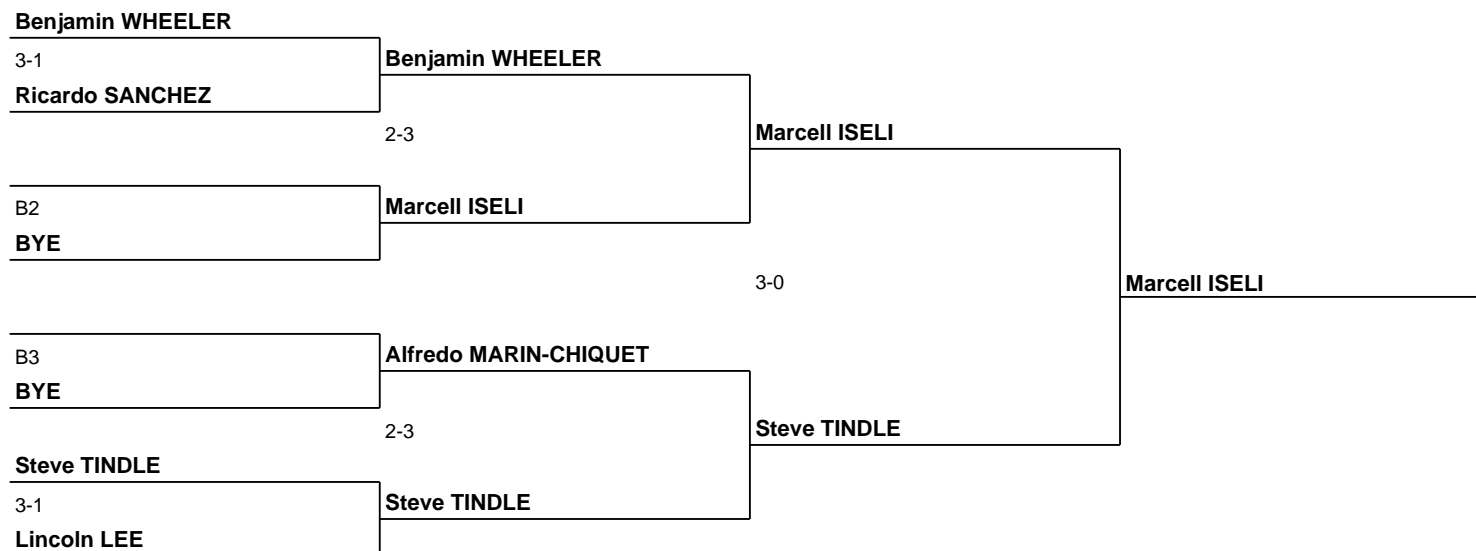 Benjamin WHEELER
3-1
Ricardo SANCHEZ
B2
BYE
B3
BYE
Steve TINDLE
3-1
Lincoln LEE
Benjamin WHEELER
2-3
Marcell ISELI
Alfredo MARIN-CHIQUET
2-3
Steve TINDLE
Marcell ISELI
3-0
Steve TINDLE
Marcell ISELI